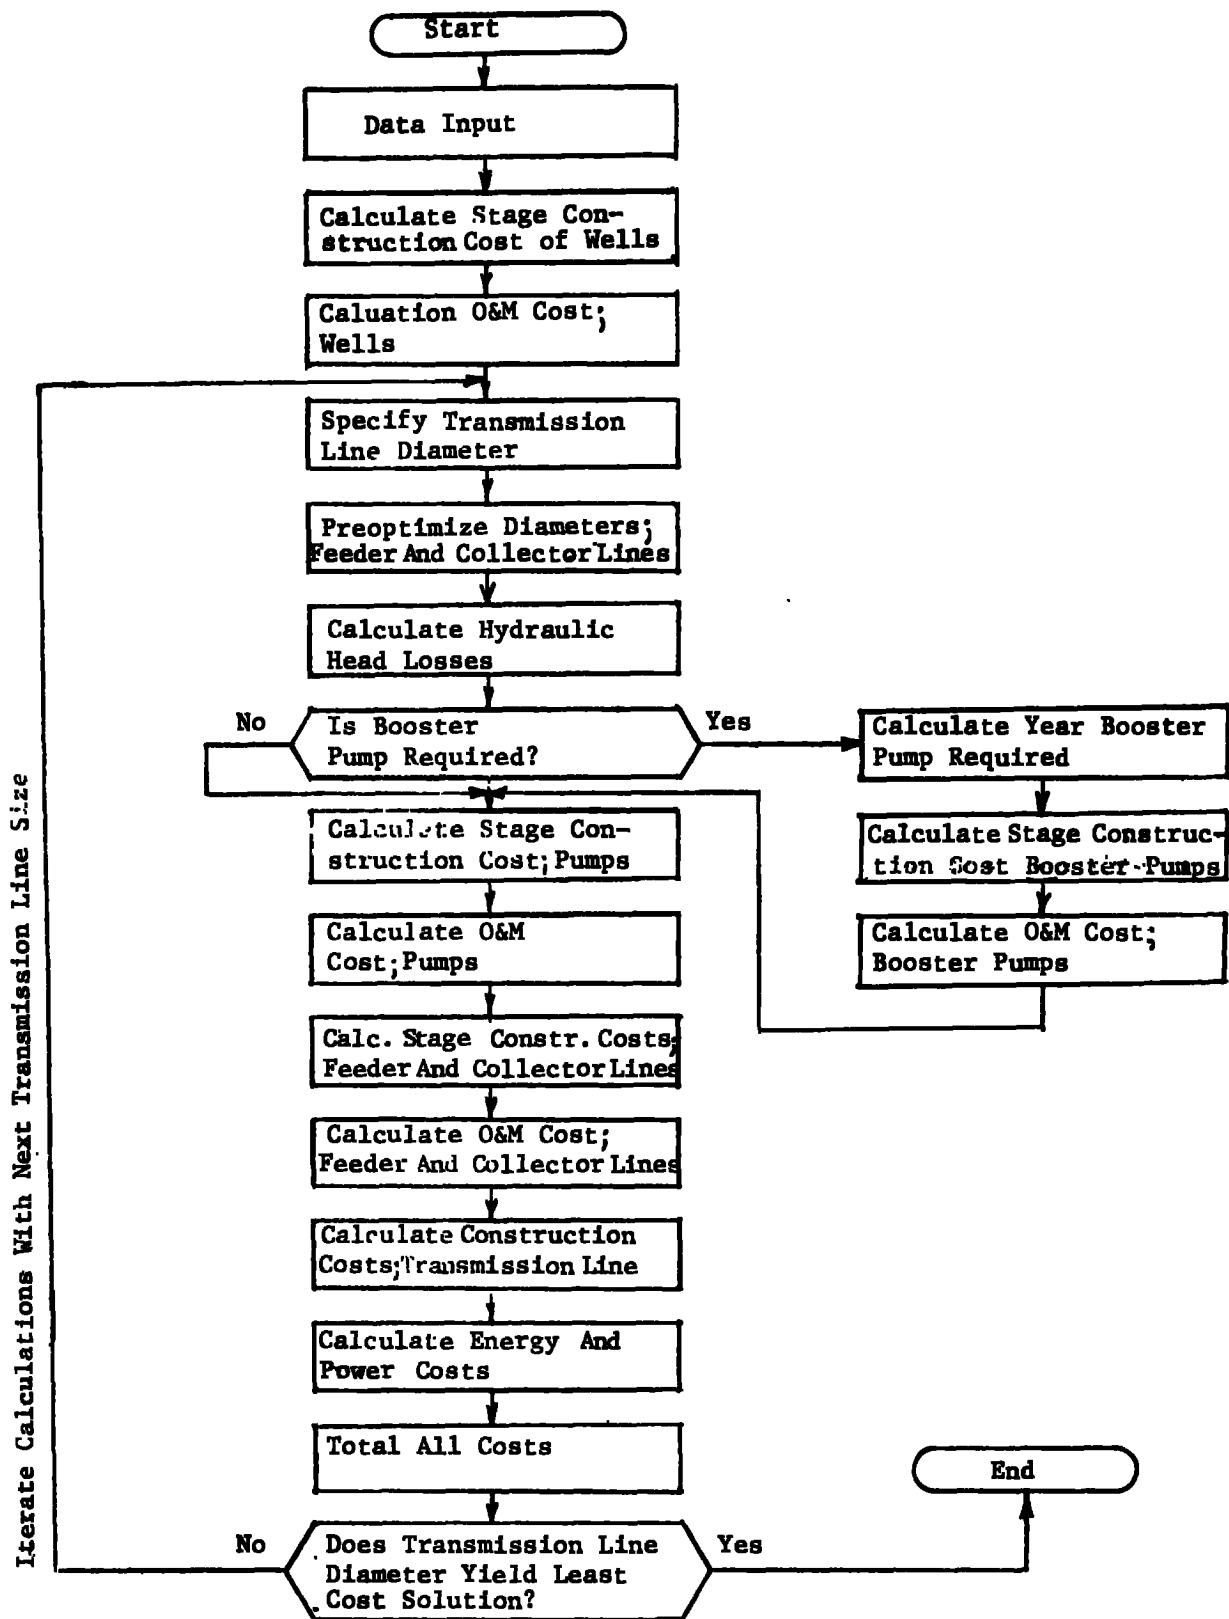 Start
Data Input
Calculate Stage Con-
struction Cost of Wells
Caluation O&M Cost;
Wells
Specify Transmission
Line Diameter
Preoptimize Diameters;
Feeder And Collector Lines
Calculate Hydraulic
Head Losses
No
Is Booster
Pump Required?
Yes
Calculate Year Booster
Pump Required
Calculate Stage Construc-
tion Cost Booster-Pumps
Calculate O&M Cost;
Booster Pumps
Calculate Stage Con-
struction Cost; Pumps
Calculate O&M
Cost; Pumps
Calc. Stage Constr. Costs;
Feeder And Collector Lines
Calculate O&M Cost;
Feeder And Collector Lines
Calculate Construction
Costs; Transmission Line
Calculate Energy And
Power Costs
Total All Costs
No
Does Transmission Line
Diameter Yield Least
Cost Solution?
Yes
End
Iterate Calculations With Next Transmission Line Size